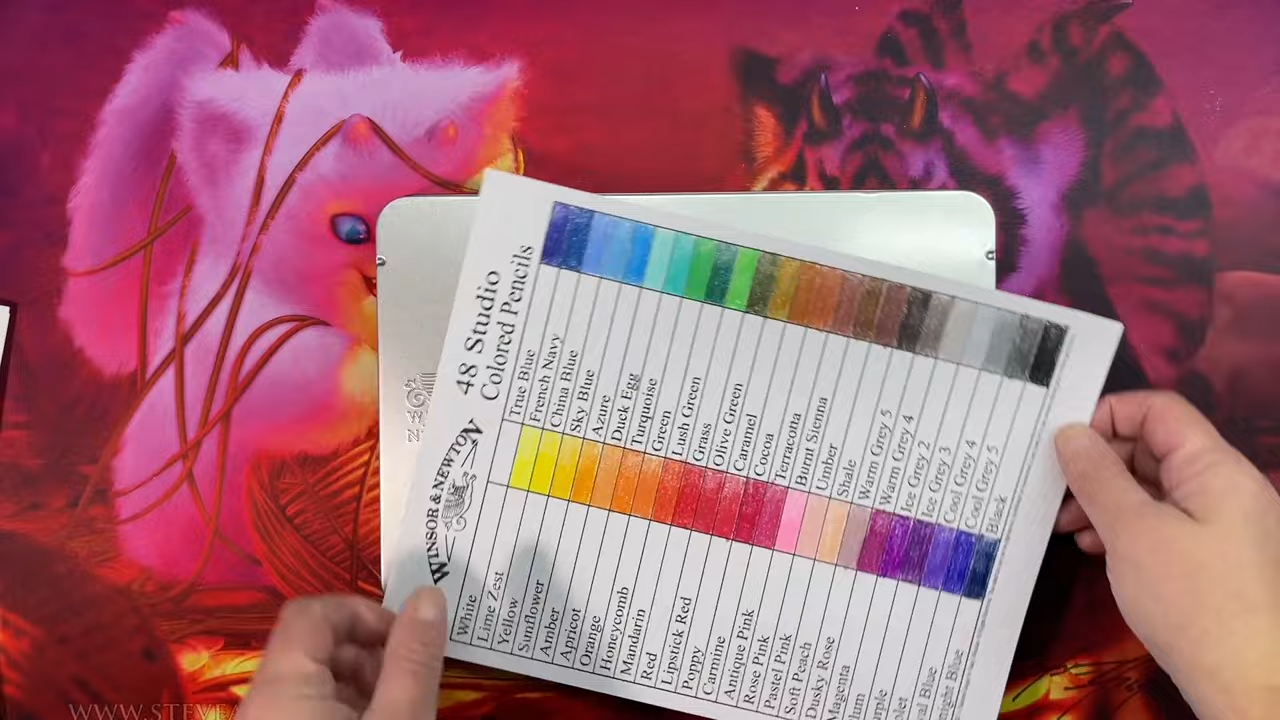 WINSOR & NEWTON
48 Studio
Colored Pencils
True Blue
French Navy
China Blue
Sky Blue
Azure
Duck Egg
Turquoise
Green
Lush Green
Grass
Olive Green
Caramel
Cocoa
Terracota
Burnt Sienna
Umber
Shale
Warm Grey 5
Warm Grey 4
Ice Grey 2
Ice Grey 3
Cool Grey 4
Cool Grey 5
Black
White
Lime Zest
Yellow
Sunflower
Amber
Apricot
Orange
Honeycomb
Mandarin
Red
Lipstick Red
Poppy
Carmine
Antique Pink
Rose Pink
Pastel Pink
Soft Peach
Dusky Rose
Magenta
Blue
Blue